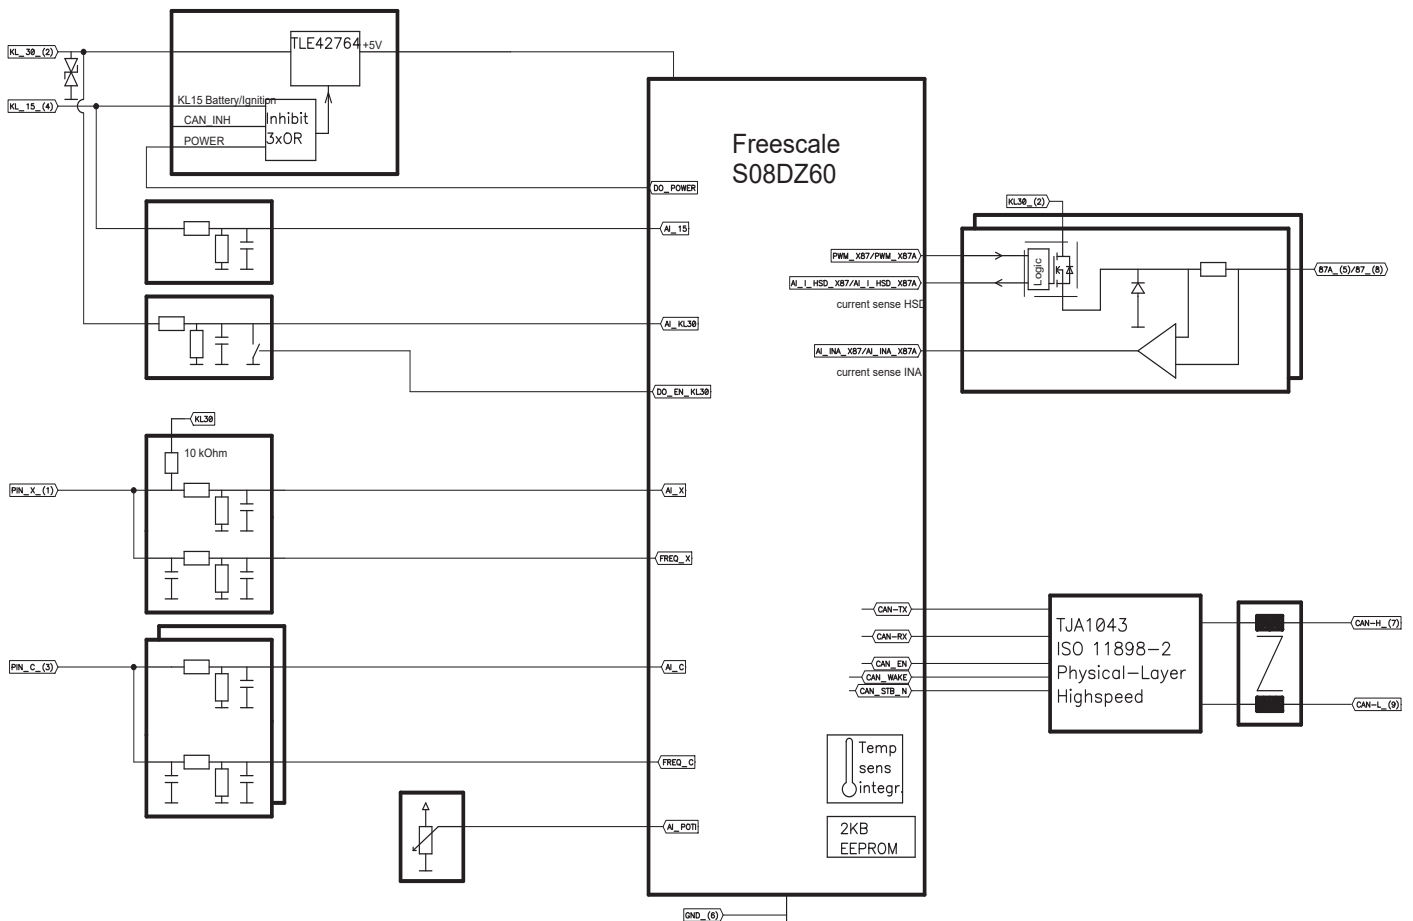 KL_30_(2)
TLE42764
+5V
KL_15_(4)
KL15 Battery/Ignition
CAN_INH
POWER
Inhibit
3xOR
Freescale
S08DZ60
DO_POWER
AI_15
AI_KL30
DO_EN_KL30
KL30
10 kOhm
PIN_X_(1)
AI_X
FREQ_X
PIN_C_(3)
AI_C
FREQ_C
AI_POTI
GND_(6)
KL30_(2)
PWM_X87/PWM_X87A
AI_I_HSD_X87/AI_I_HSD_X87A
current sense HSD
Logic
87A_(5)/87_(8)
AI_INA_X87/AI_INA_X87A
current sense INA
CAN-TX
CAN-RX
CAN_EN
CAN_WAKE
CAN_STB_N
TJA1043
ISO 11898-2
Physical-Layer
Highspeed
CAN-H_(7)
CAN-L_(9)
Temp
sens
integr.
2KB
EEPROM